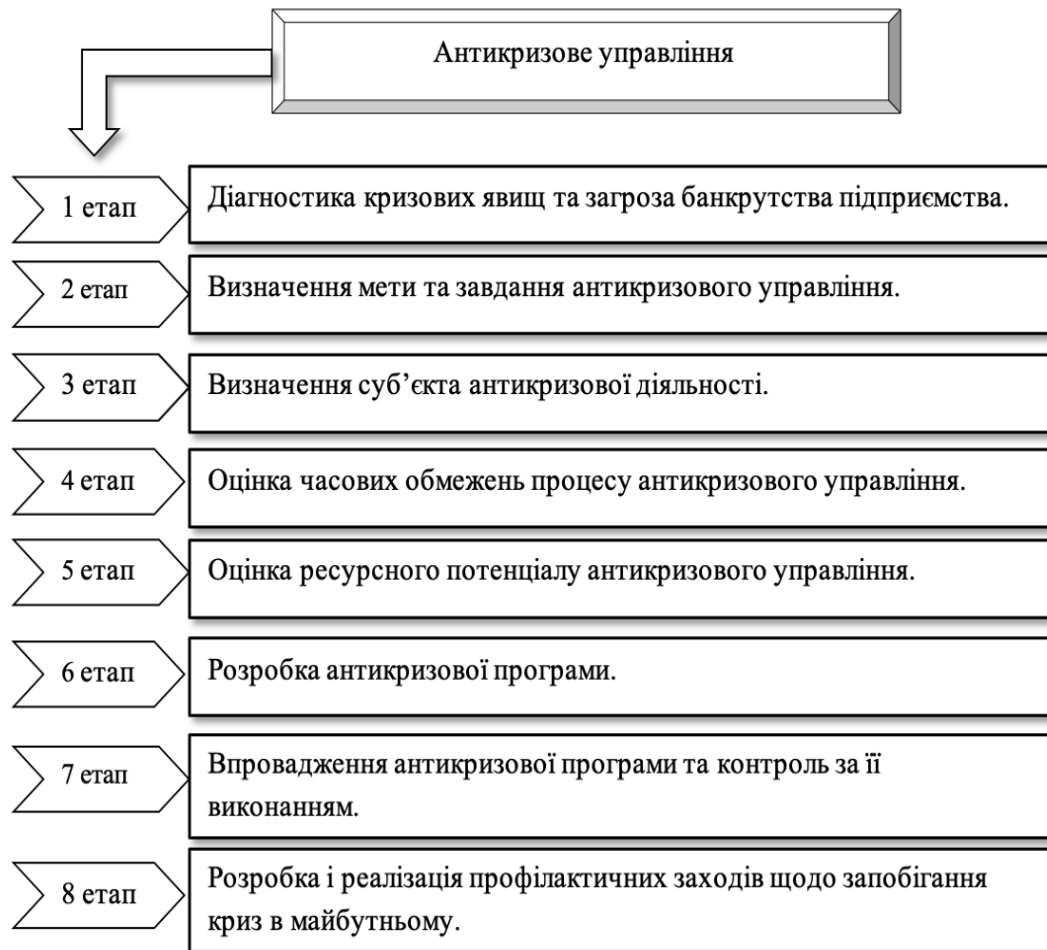 Антикризове управління
1 етап
Діагностика кризових явищ та загроза банкрутства підприємства.
2 етап
Визначення мети та завдання антикризового управління.
3 етап
Визначення суб’єкта антикризової діяльності.
4 етап
Оцінка часових обмежень процесу антикризового управління.
5 етап
Оцінка ресурсного потенціалу антикризового управління.
6 етап
Розробка антикризової програми.
7 етап
Впровадження антикризової програми та контроль за її
виконанням.
8 етап
Розробка і реалізація профілактичних заходів щодо запобігання
криз в майбутньому.